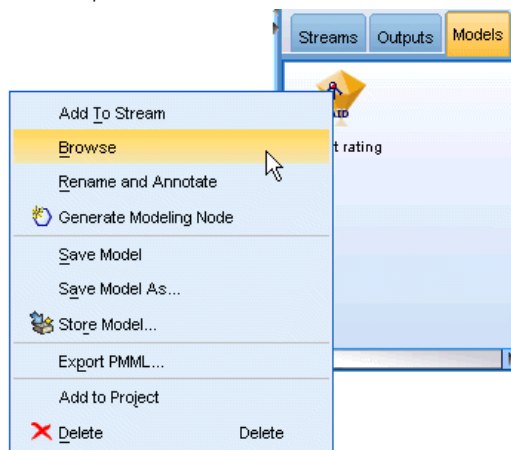 Streams Outputs Models
Add To Stream
Browse
t rating
Rename and Annotate
Generate Modeling Node
Save Model
Save Model As...
Store Model...
Export PMML...
Add to Project
Delete Delete